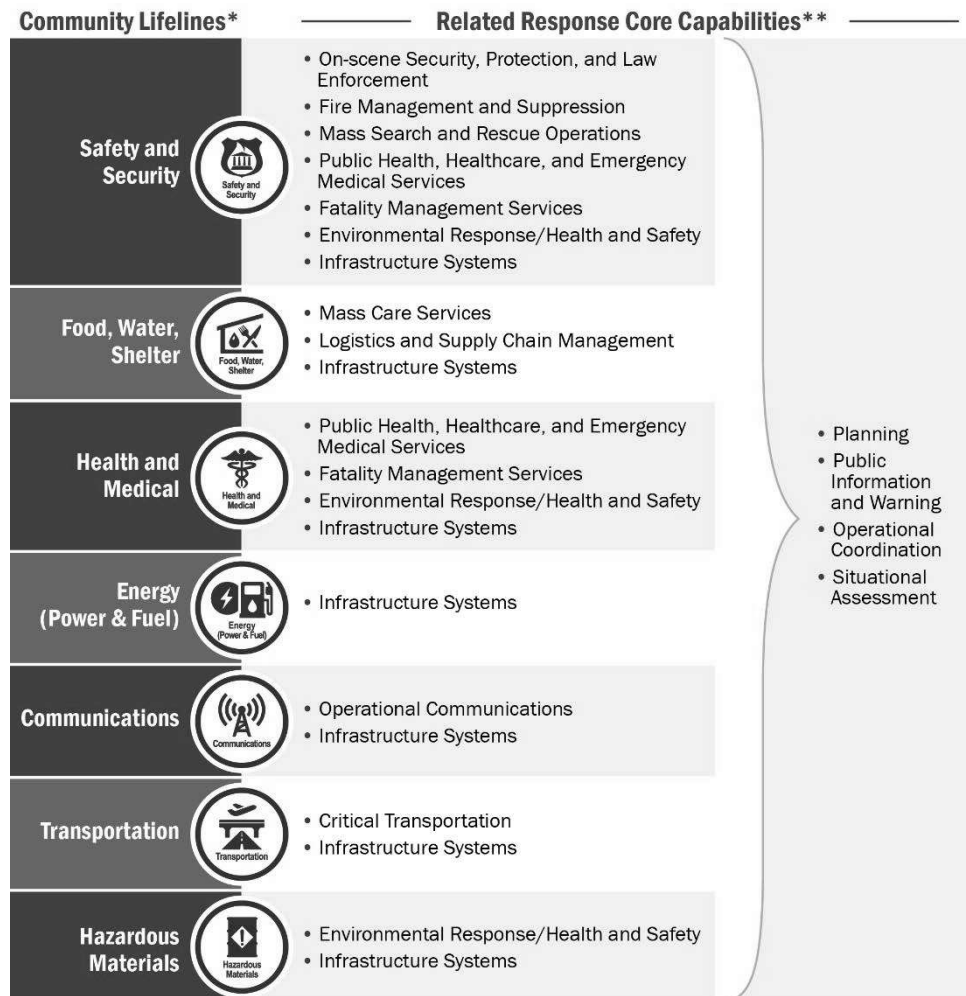 Community Lifelines*
Related Response Core Capabilities**
Safety and
Security
Safety and
Security
• On-scene Security, Protection, and Law
Enforcement
• Fire Management and Suppression
• Mass Search and Rescue Operations
• Public Health, Healthcare, and Emergency
Medical Services
• Fatality Management Services
• Environmental Response/Health and Safety
• Infrastructure Systems
Food, Water,
Shelter
Food, Water,
Shelter
• Mass Care Services
• Logistics and Supply Chain Management
• Infrastructure Systems
Health and
Medical
Health and
Medical
• Public Health, Healthcare, and Emergency
Medical Services
• Fatality Management Services
• Environmental Response/Health and Safety
• Infrastructure Systems
Energy
(Power & Fuel)
Energy
(Power & Fuel)
• Infrastructure Systems
Communications
Communications
• Operational Communications
• Infrastructure Systems
Transportation
Transportation
• Critical Transportation
• Infrastructure Systems
Hazardous
Materials
Hazardous
Materials
• Environmental Response/Health and Safety
• Infrastructure Systems
• Planning
• Public
Information
and Warning
• Operational
Coordination
• Situational
Assessment